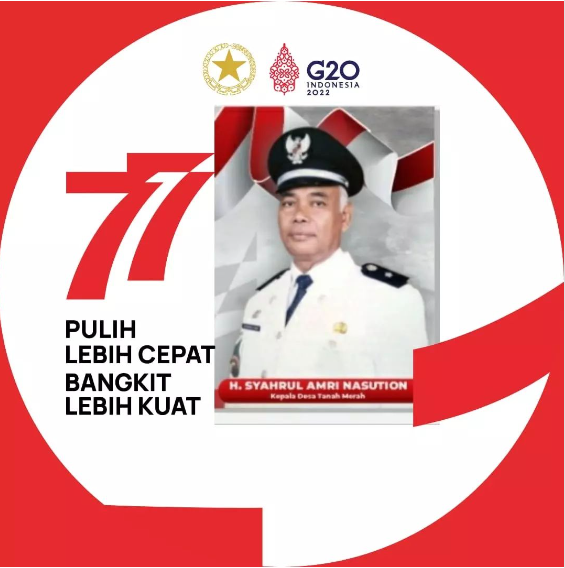 G20
INDONESIA
2022
77
PULIH
LEBIH CEPAT
BANGKIT
LEBIH KUAT
H. SYAHRUL AMRI NASUTION
Kepala Desa Tanah Merah